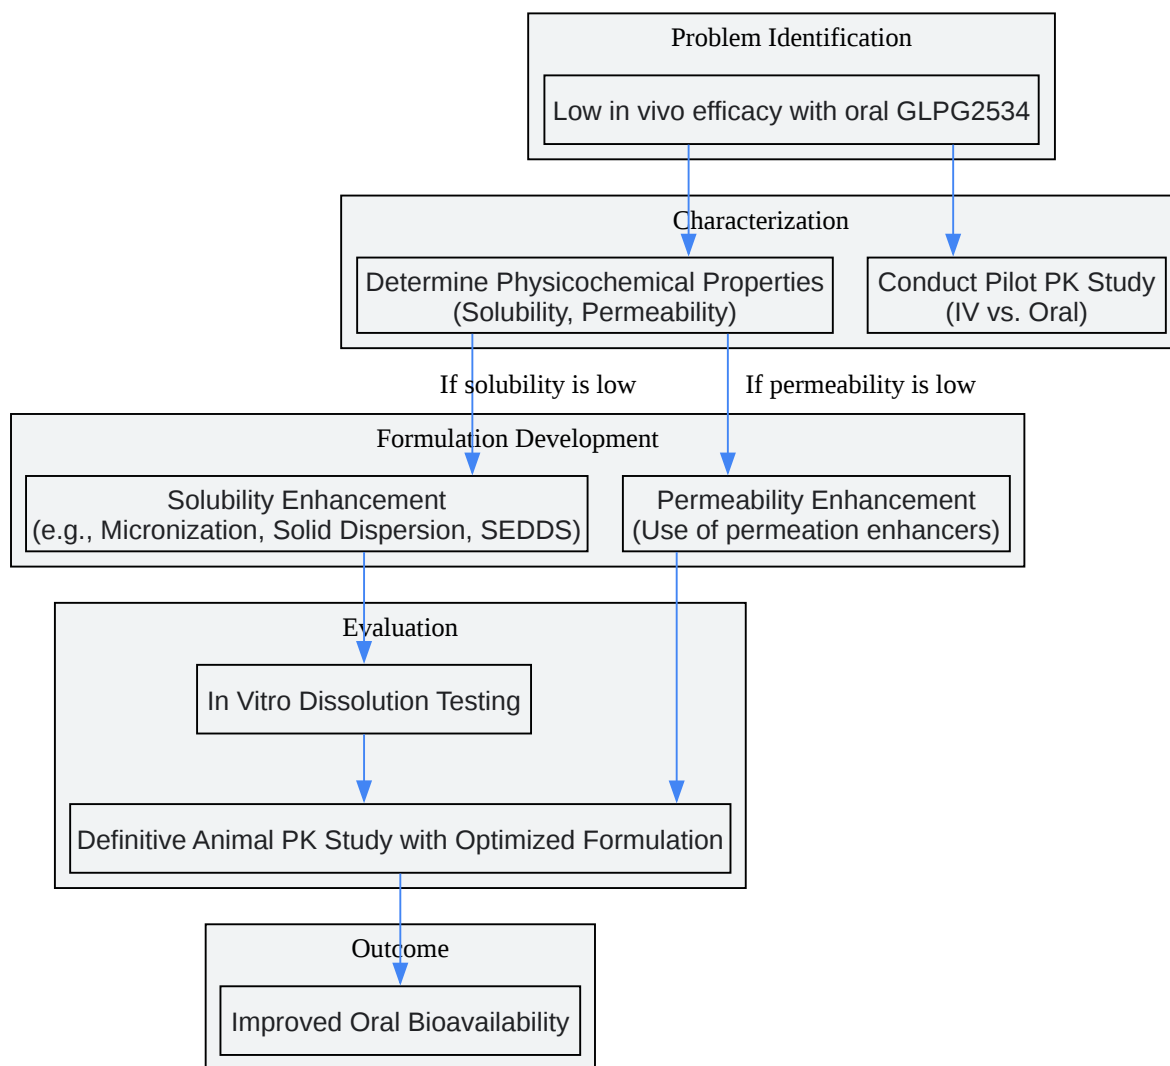 Problem Identification
Low in vivo efficacy with oral GLPG2534
Characterization
Determine Physicochemical Properties
(Solubility, Permeability)
Conduct Pilot PK Study
(IV vs. Oral)
If solubility is low
If permeability is low
Formulation Development
Solubility Enhancement
(e.g., Micronization, Solid Dispersion, SEDDS)
Permeability Enhancement
(Use of permeation enhancers)
Evaluation
In Vitro Dissolution Testing
Definitive Animal PK Study with Optimized Formulation
Outcome
Improved Oral Bioavailability